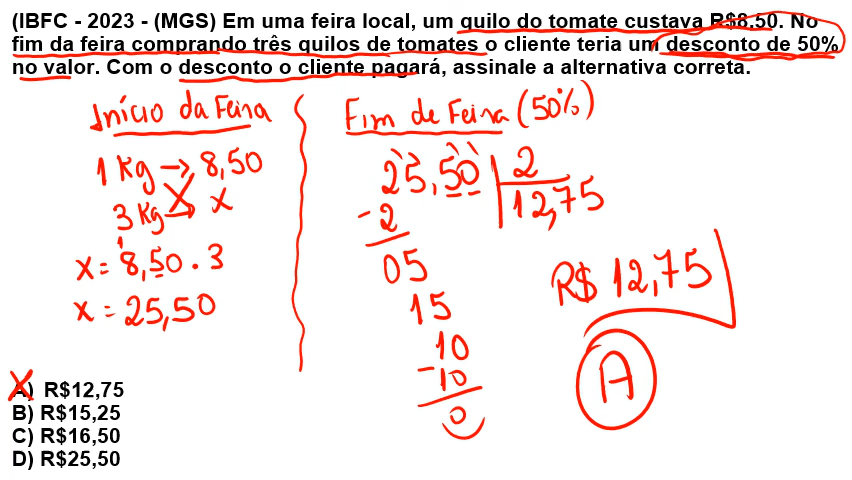 (IBFC - 2023 - (MGS) Em uma feira local, um quilo do tomate custava R$8,50. No
fim da feira comprando três quilos de tomates o cliente teria um desconto de 50%
no valor. Com o desconto o cliente pagará, assinale a alternativa correta.
Início da Feira
1 Kg → 8,50
3 Kg → x
x = 8,50 . 3
x = 25,50
Fim de Feira (50%)
25,50 2
12,75
-2
05
15
10
-10
0
R$ 12,75
A
A) R$12,75
B) R$15,25
C) R$16,50
D) R$25,50